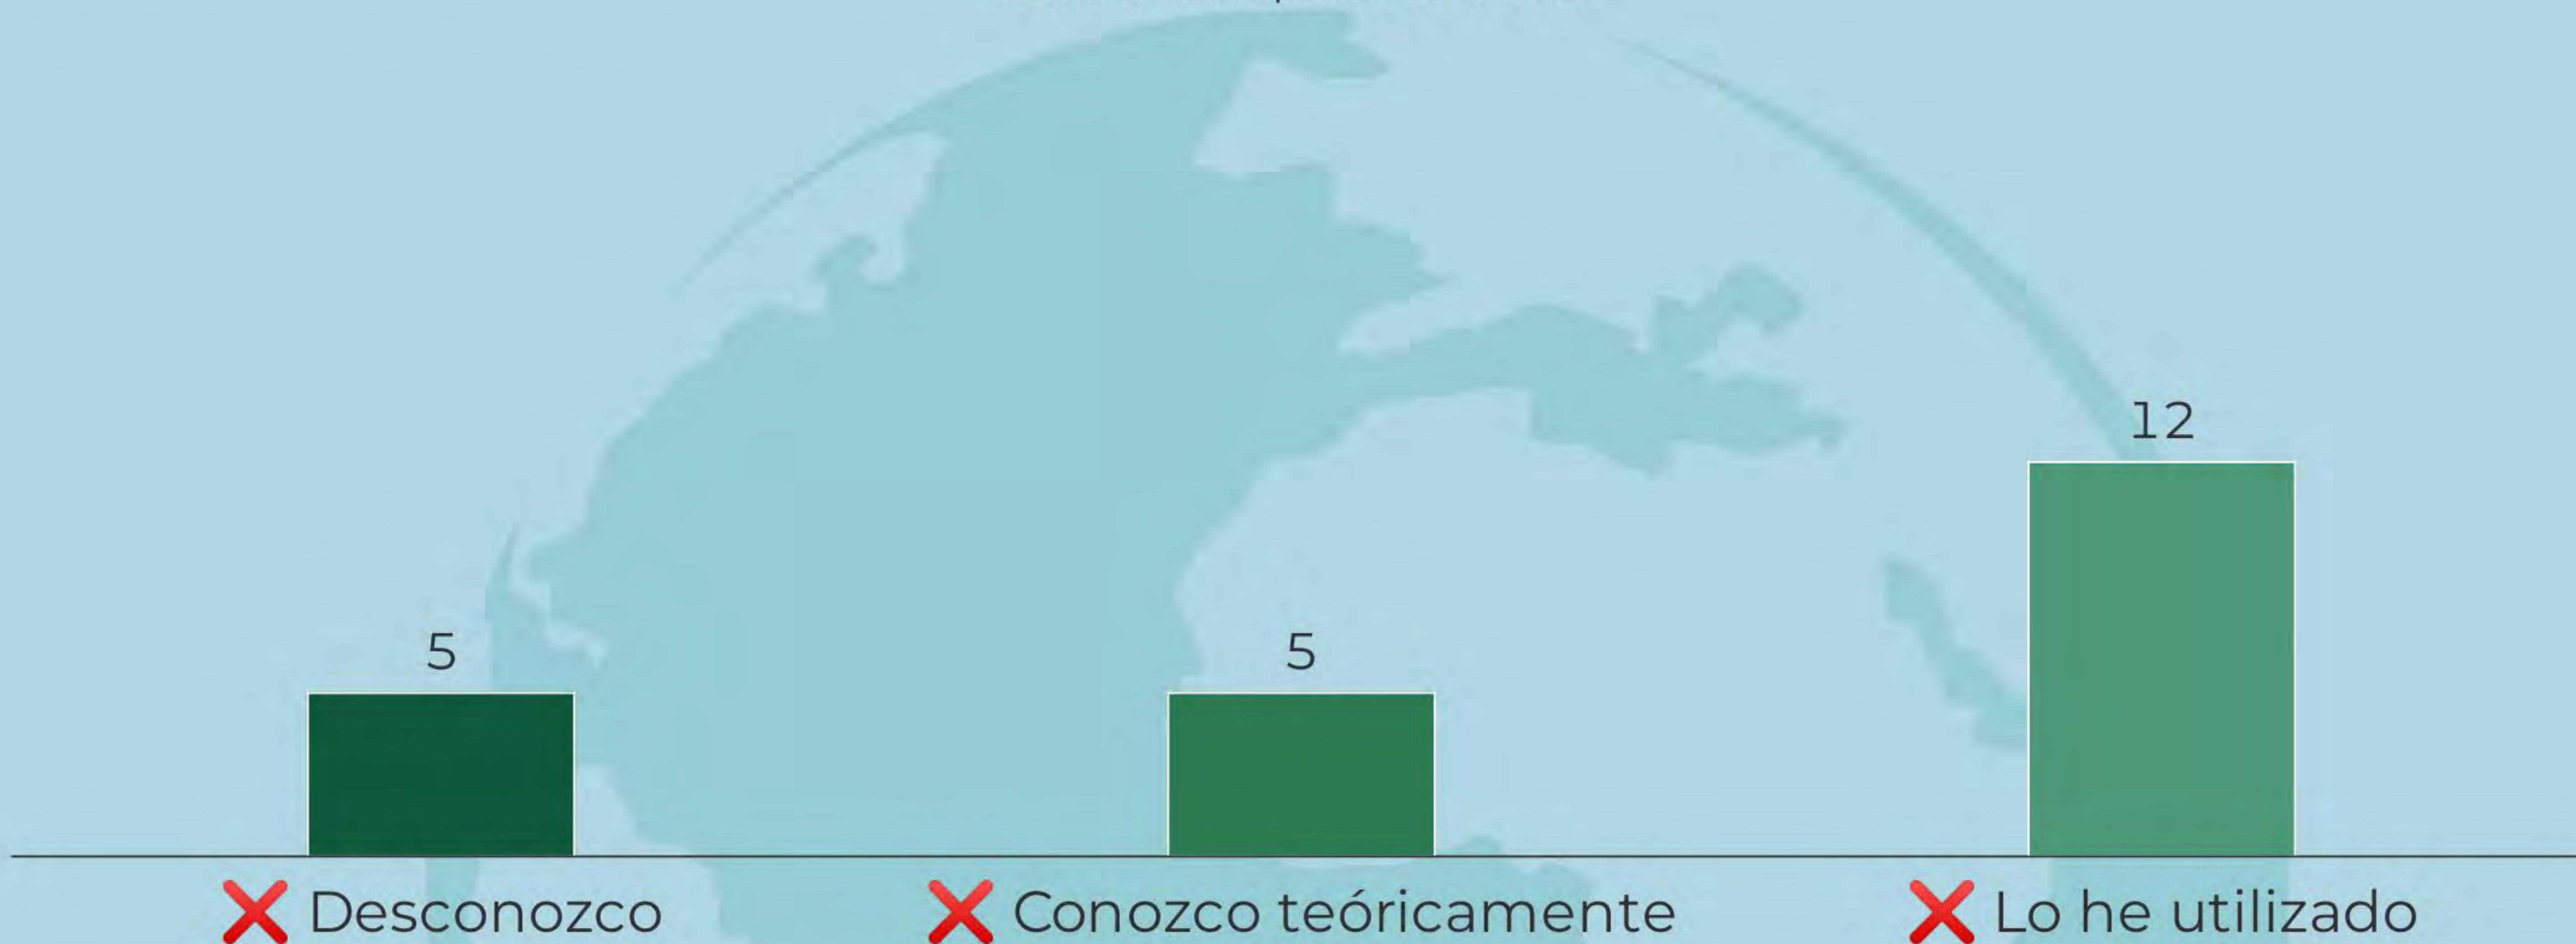 12
5
5
❌ Desconozco
❌ Conozco teóricamente
❌ Lo he utilizado